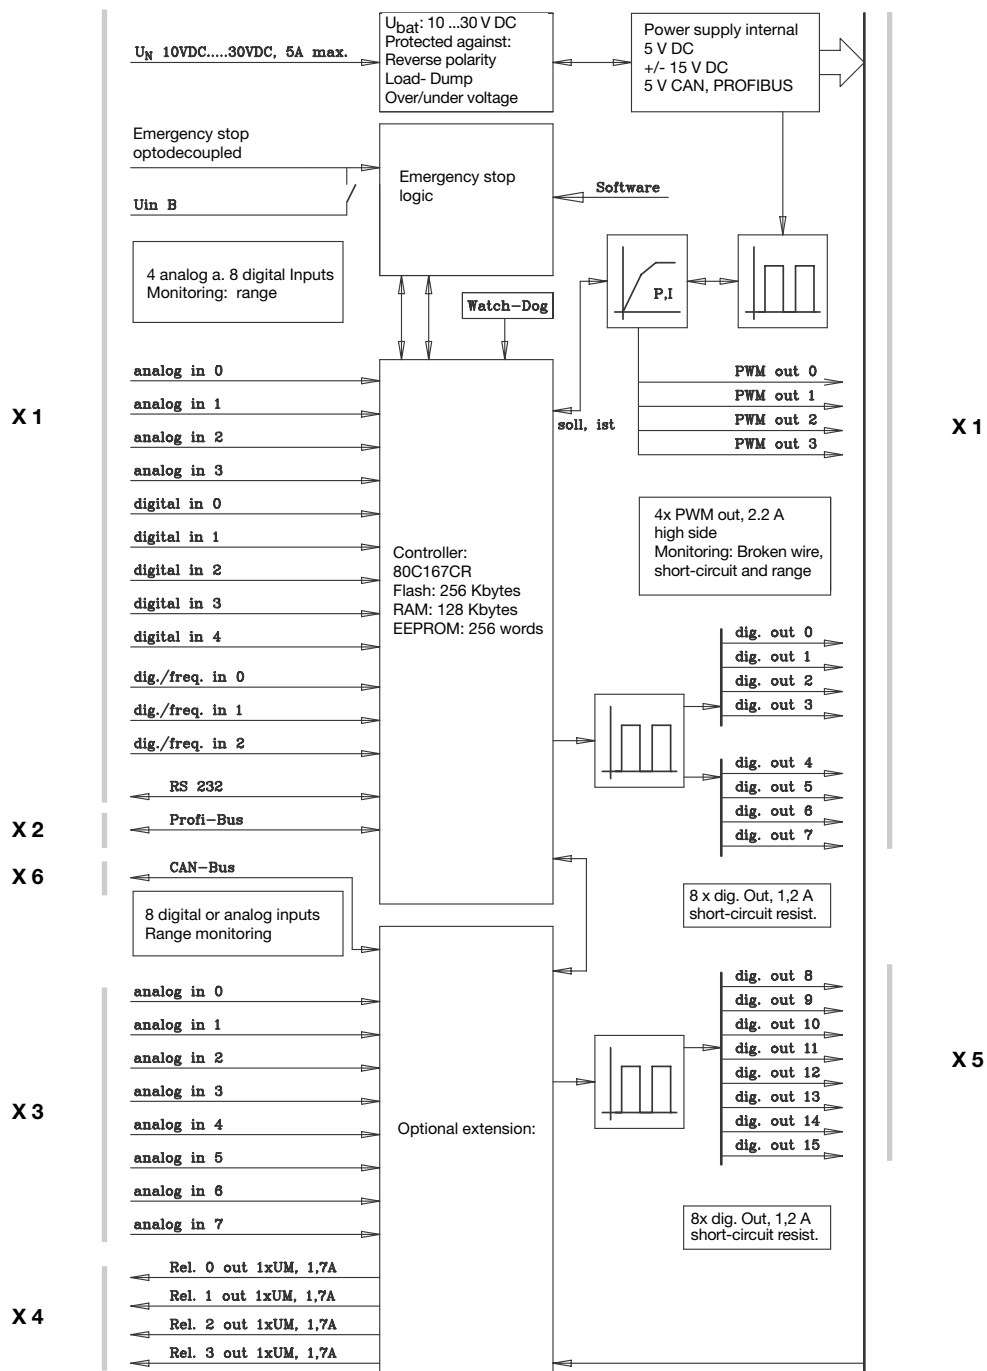 U_N 10VDC.....30VDC, 5A max.
U_bat: 10 ...30 V DC
Protected against:
Reverse polarity
Load- Dump
Over/under voltage
Power supply internal
5 V DC
+/- 15 V DC
5 V CAN, PROFIBUS
Emergency stop
optodecoupled
Uin B
Emergency stop
logic
Software
4 analog a. 8 digital Inputs
Monitoring: range
Watch-Dog
P,I
soll, ist
X 1
analog in 0
analog in 1
analog in 2
analog in 3
digital in 0
digital in 1
digital in 2
digital in 3
digital in 4
dig./freq. in 0
dig./freq. in 1
dig./freq. in 2
RS 232
Controller:
80C167CR
Flash: 256 Kbytes
RAM: 128 Kbytes
EEPROM: 256 words
PWM out 0
PWM out 1
PWM out 2
PWM out 3
X 1
4x PWM out, 2.2 A
high side
Monitoring: Broken wire,
short-circuit and range
dig. out 0
dig. out 1
dig. out 2
dig. out 3
dig. out 4
dig. out 5
dig. out 6
dig. out 7
X 2
Profi-Bus
X 6
CAN-Bus
8 digital or analog inputs
Range monitoring
8 x dig. Out, 1,2 A
short-circuit resist.
X 3
analog in 0
analog in 1
analog in 2
analog in 3
analog in 4
analog in 5
analog in 6
analog in 7
Optional extension:
dig. out 8
dig. out 9
dig. out 10
dig. out 11
dig. out 12
dig. out 13
dig. out 14
dig. out 15
X 5
8x dig. Out, 1,2 A
short-circuit resist.
X 4
Rel. 0 out 1xUM, 1,7A
Rel. 1 out 1xUM, 1,7A
Rel. 2 out 1xUM, 1,7A
Rel. 3 out 1xUM, 1,7A